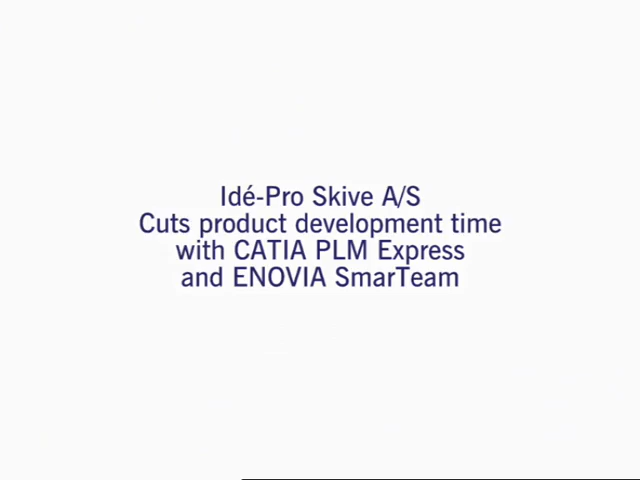 Idé-Pro Skive A/S
Cuts product development time
with CATIA PLM Express
and ENOVIA SmarTeam